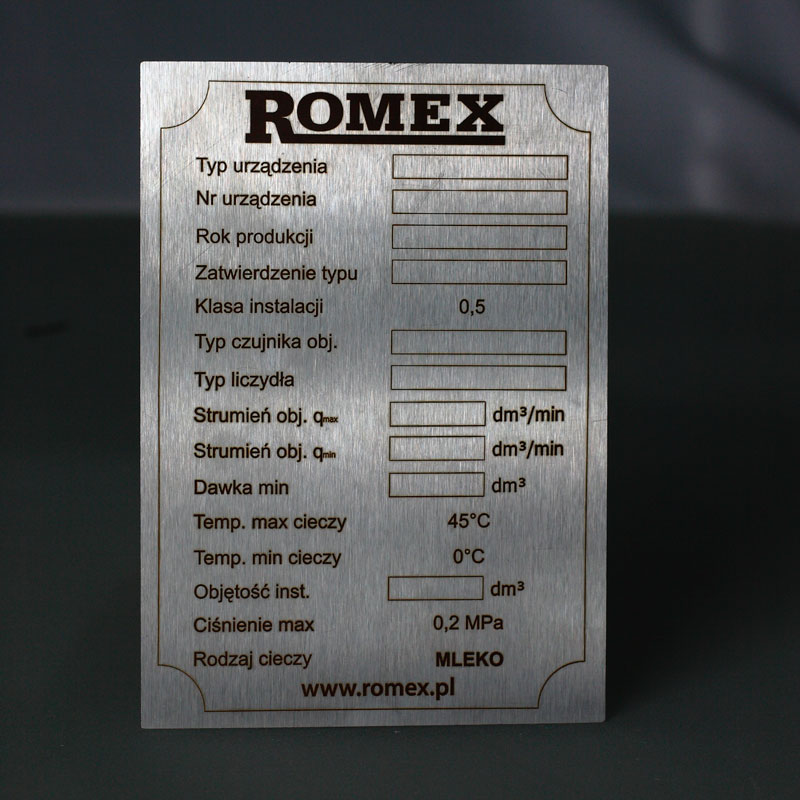 ROMEX
Typ urządzenia
Nr urządzenia
Rok produkcji
Zatwierdzenie typu
Klasa instalacji 0,5
Typ czujnika obj.
Typ liczydła
Strumień obj. qmax dm³/min
Strumień obj. qmin dm³/min
Dawka min dm³
Temp. max cieczy 45°C
Temp. min cieczy 0°C
Objętość inst. dm³
Ciśnienie max 0,2 MPa
Rodzaj cieczy MLEKO
www.romex.pl